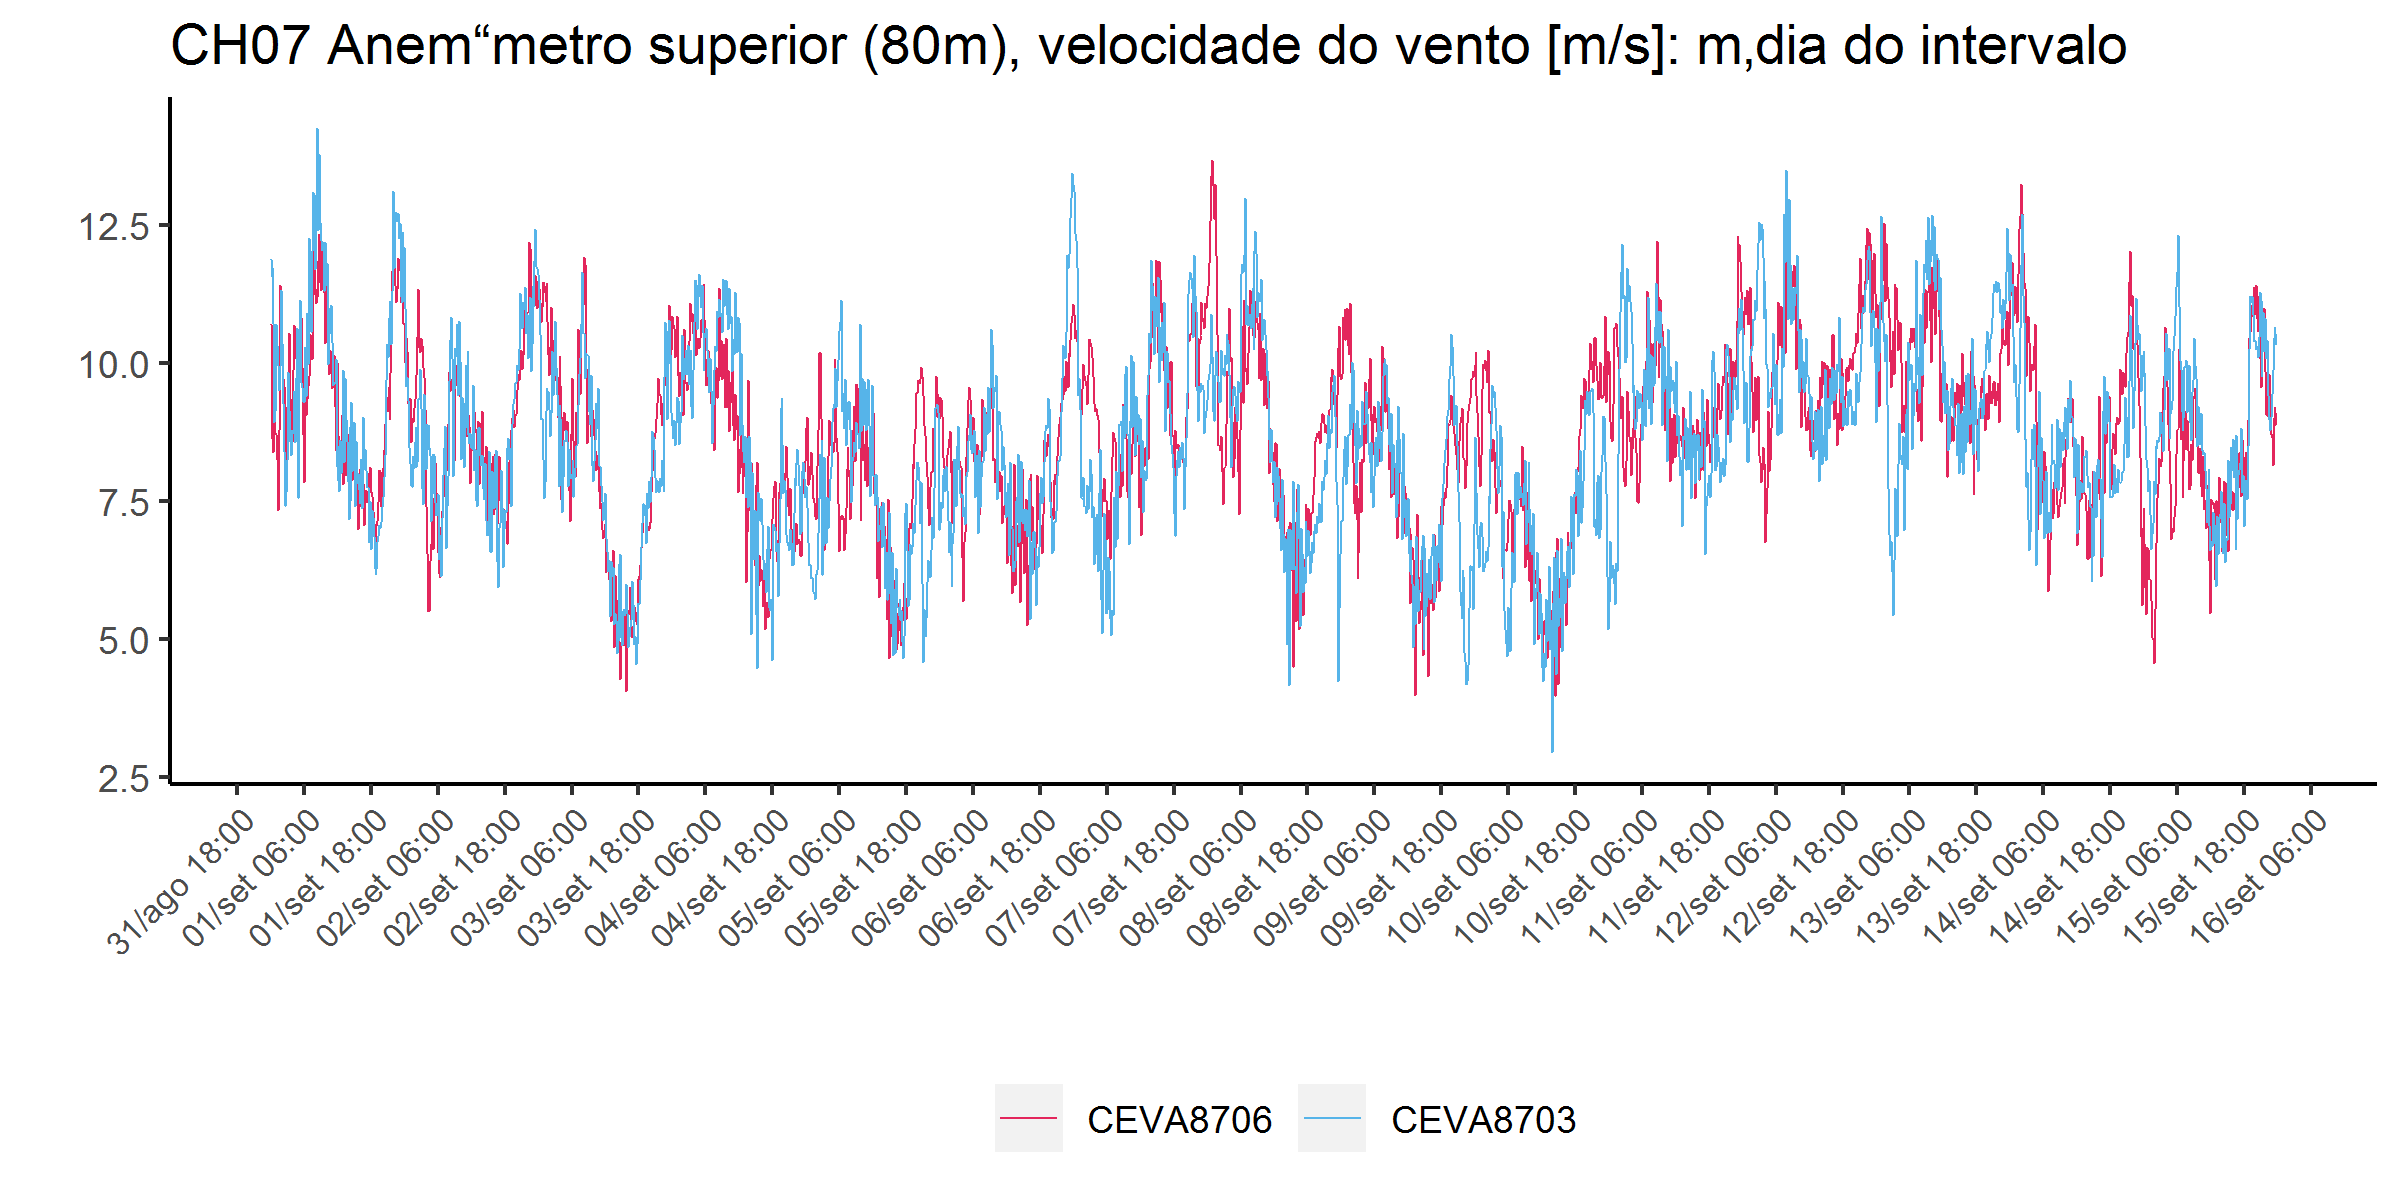 CH07 Anem“metro superior (80m), velocidade do vento [m/s]: m‚dia do intervalo
12.5
10.0
7.5
5.0
2.5
31/ago 18:00
01/set 06:00
01/set 18:00
02/set 06:00
02/set 18:00
03/set 06:00
03/set 18:00
04/set 06:00
04/set 18:00
05/set 06:00
05/set 18:00
06/set 06:00
06/set 18:00
07/set 06:00
07/set 18:00
08/set 06:00
08/set 18:00
09/set 06:00
09/set 18:00
10/set 06:00
10/set 18:00
11/set 06:00
11/set 18:00
12/set 06:00
12/set 18:00
13/set 06:00
13/set 18:00
14/set 06:00
14/set 18:00
15/set 06:00
15/set 18:00
16/set 06:00
CEVA8706 CEVA8703